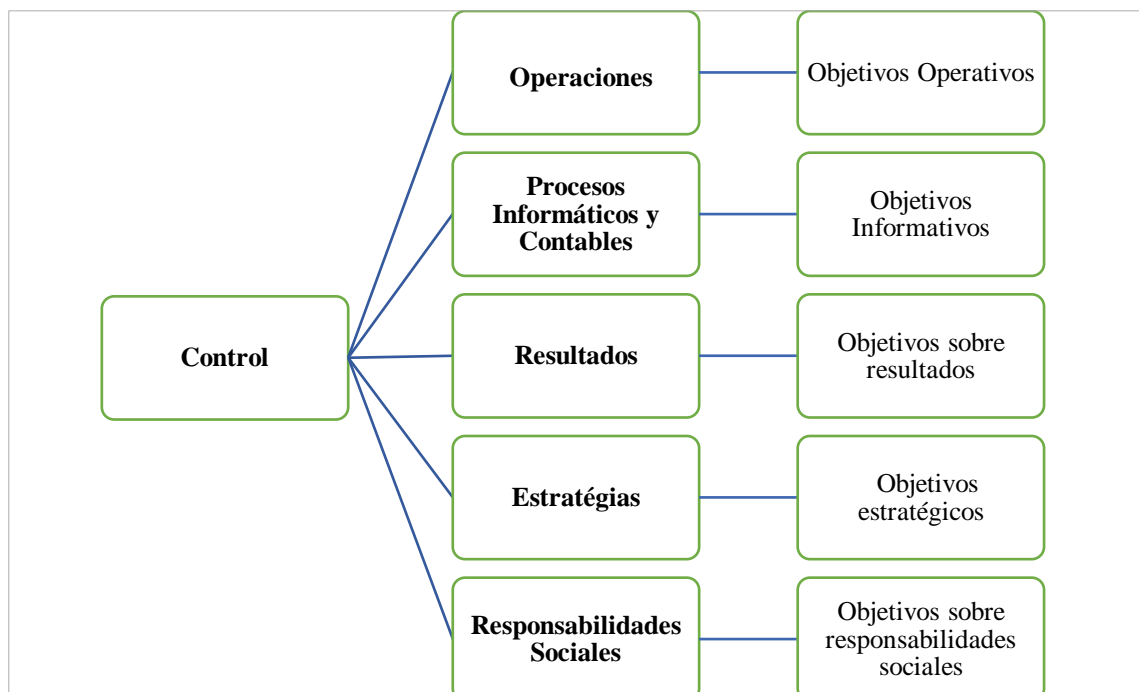 Operaciones
Objetivos Operativos
Procesos
Informáticos y
Contables
Objetivos
Informativos
Control
Resultados
Objetivos sobre
resultados
Estratégias
Objetivos
estratégicos
Responsabilidades
Sociales
Objetivos sobre
responsabilidades
sociales